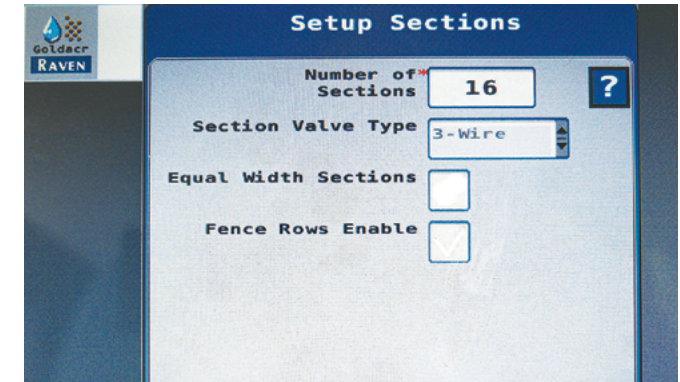 Setup Sections
Goldacr
RAVEN
Number of*
Sections
16
?
Section Valve Type
3-Wire
Equal Width Sections
Fence Rows Enable